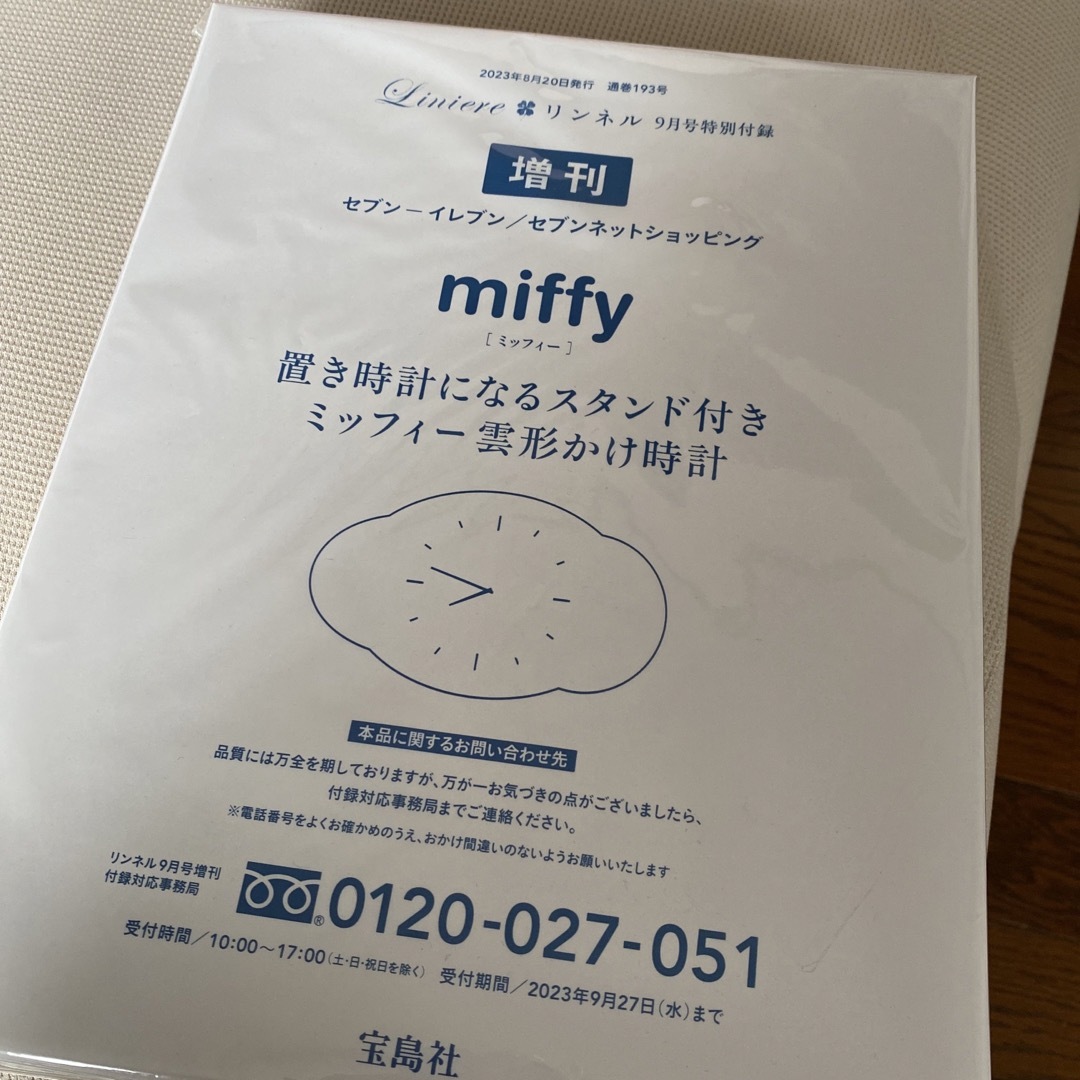 2023年8月20日発行　通巻193号
Liniere リンネル 9月号特別付録
増刊
セブン－イレブン／セブンネットショッピング
miffy
［ミッフィー］
置き時計になるスタンド付き
ミッフィー雲形かけ時計
本品に関するお問い合わせ先
品質には万全を期しておりますが、万が一お気づきの点がございましたら、
付録対応事務局までご連絡ください。
※電話番号をよくお確かめのうえ、おかけ間違いのないようお願いいたします
リンネル9月号増刊
付録対応事務局
®0120-027-051
受付時間／10:00～17:00（土・日・祝日を除く）　受付期間／2023年9月27日（水）まで
宝島社